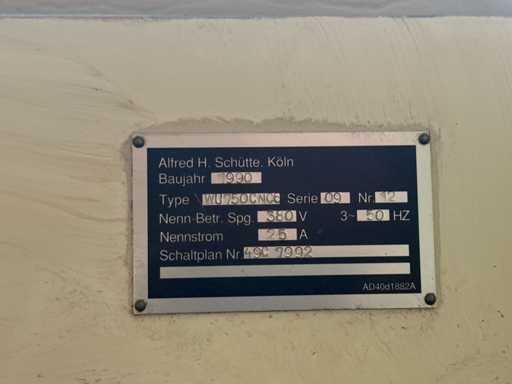 Alfred H. Schütte. Köln
Baujahr 1990
Type WU750CNC6 Serie 09 Nr. 12
Nenn-Betr. Spg. 380 V 3~ 50 HZ
Nennstrom 25 A
Schaltplan Nr 49C 7992
AD40d1882A